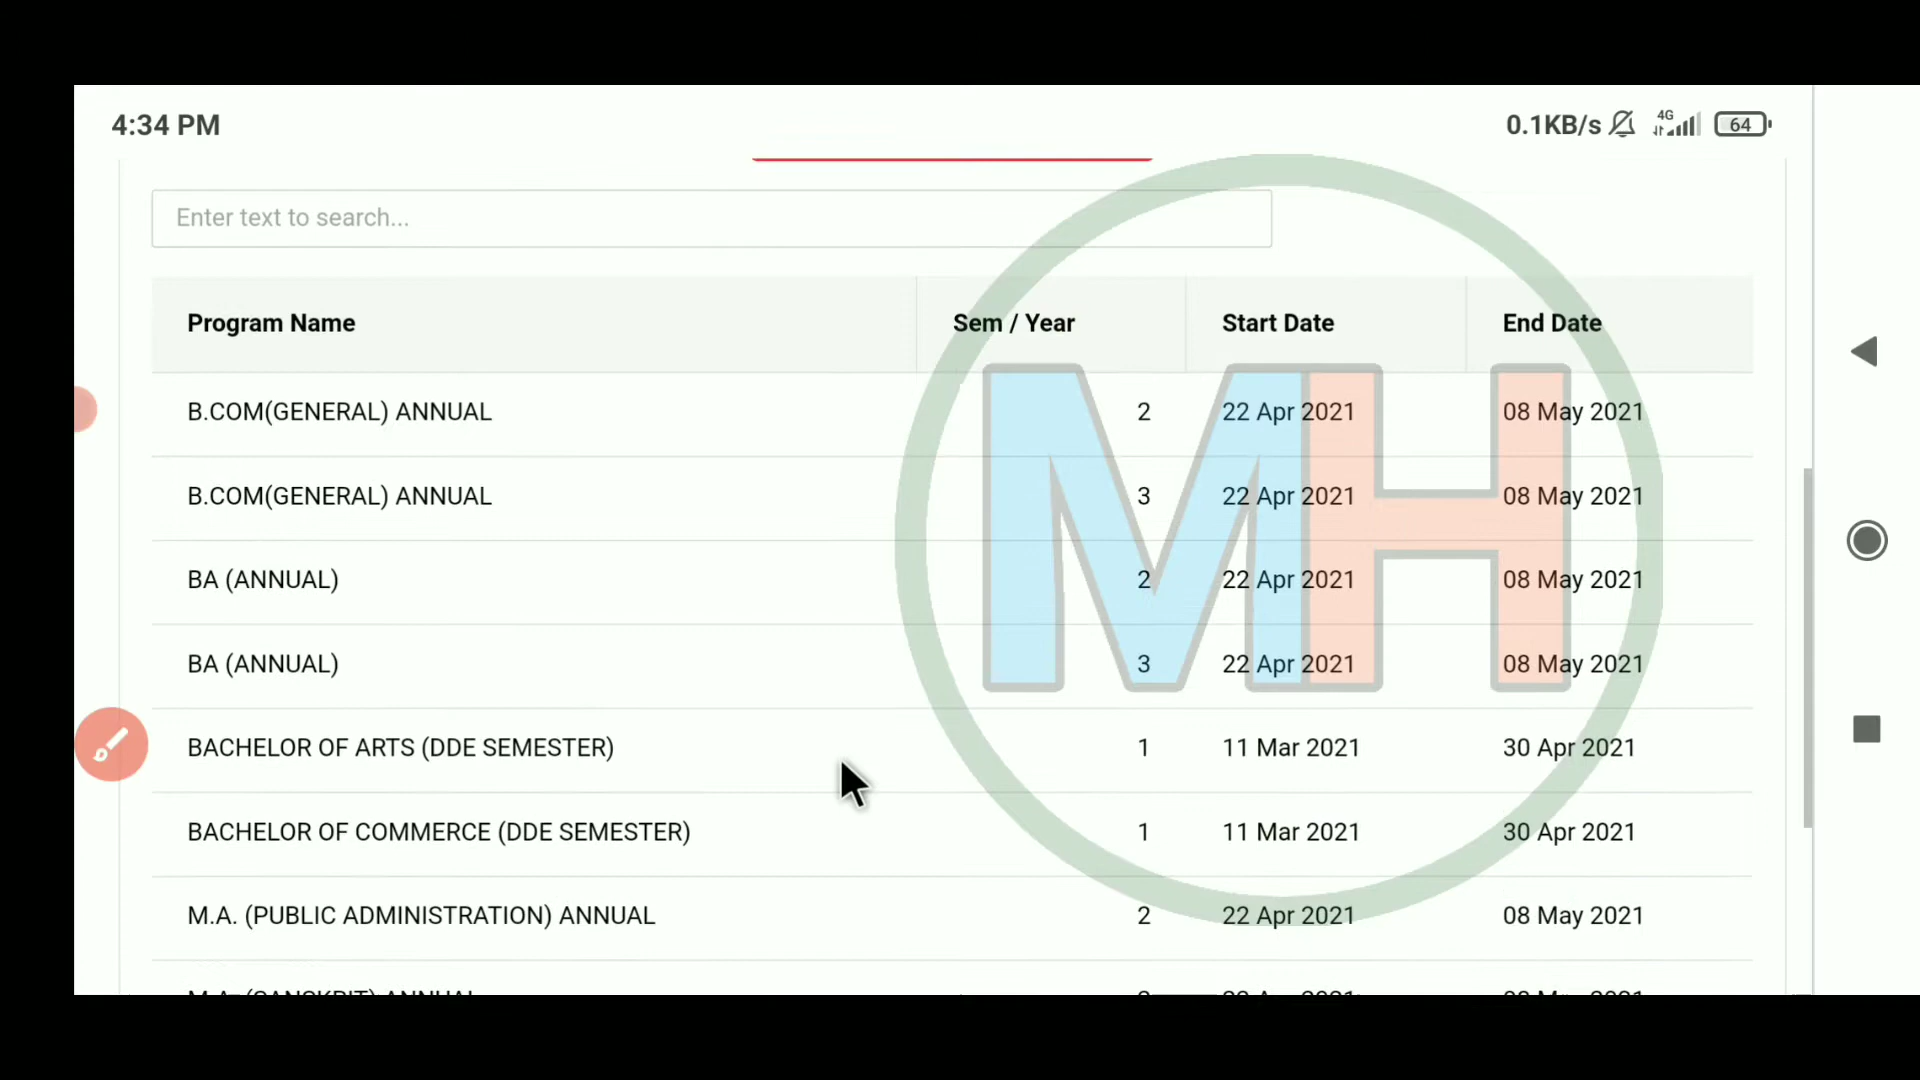 4:34 PM 0.1KB/s 4G 64
Enter text to search...
Program Name Sem / Year Start Date End Date
B.COM(GENERAL) ANNUAL 2 22 Apr 2021 08 May 2021
B.COM(GENERAL) ANNUAL 3 22 Apr 2021 08 May 2021
BA (ANNUAL) 2 22 Apr 2021 08 May 2021
BA (ANNUAL) 3 22 Apr 2021 08 May 2021
BACHELOR OF ARTS (DDE SEMESTER) 1 11 Mar 2021 30 Apr 2021
BACHELOR OF COMMERCE (DDE SEMESTER) 1 11 Mar 2021 30 Apr 2021
M.A. (PUBLIC ADMINISTRATION) ANNUAL 2 22 Apr 2021 08 May 2021
MH